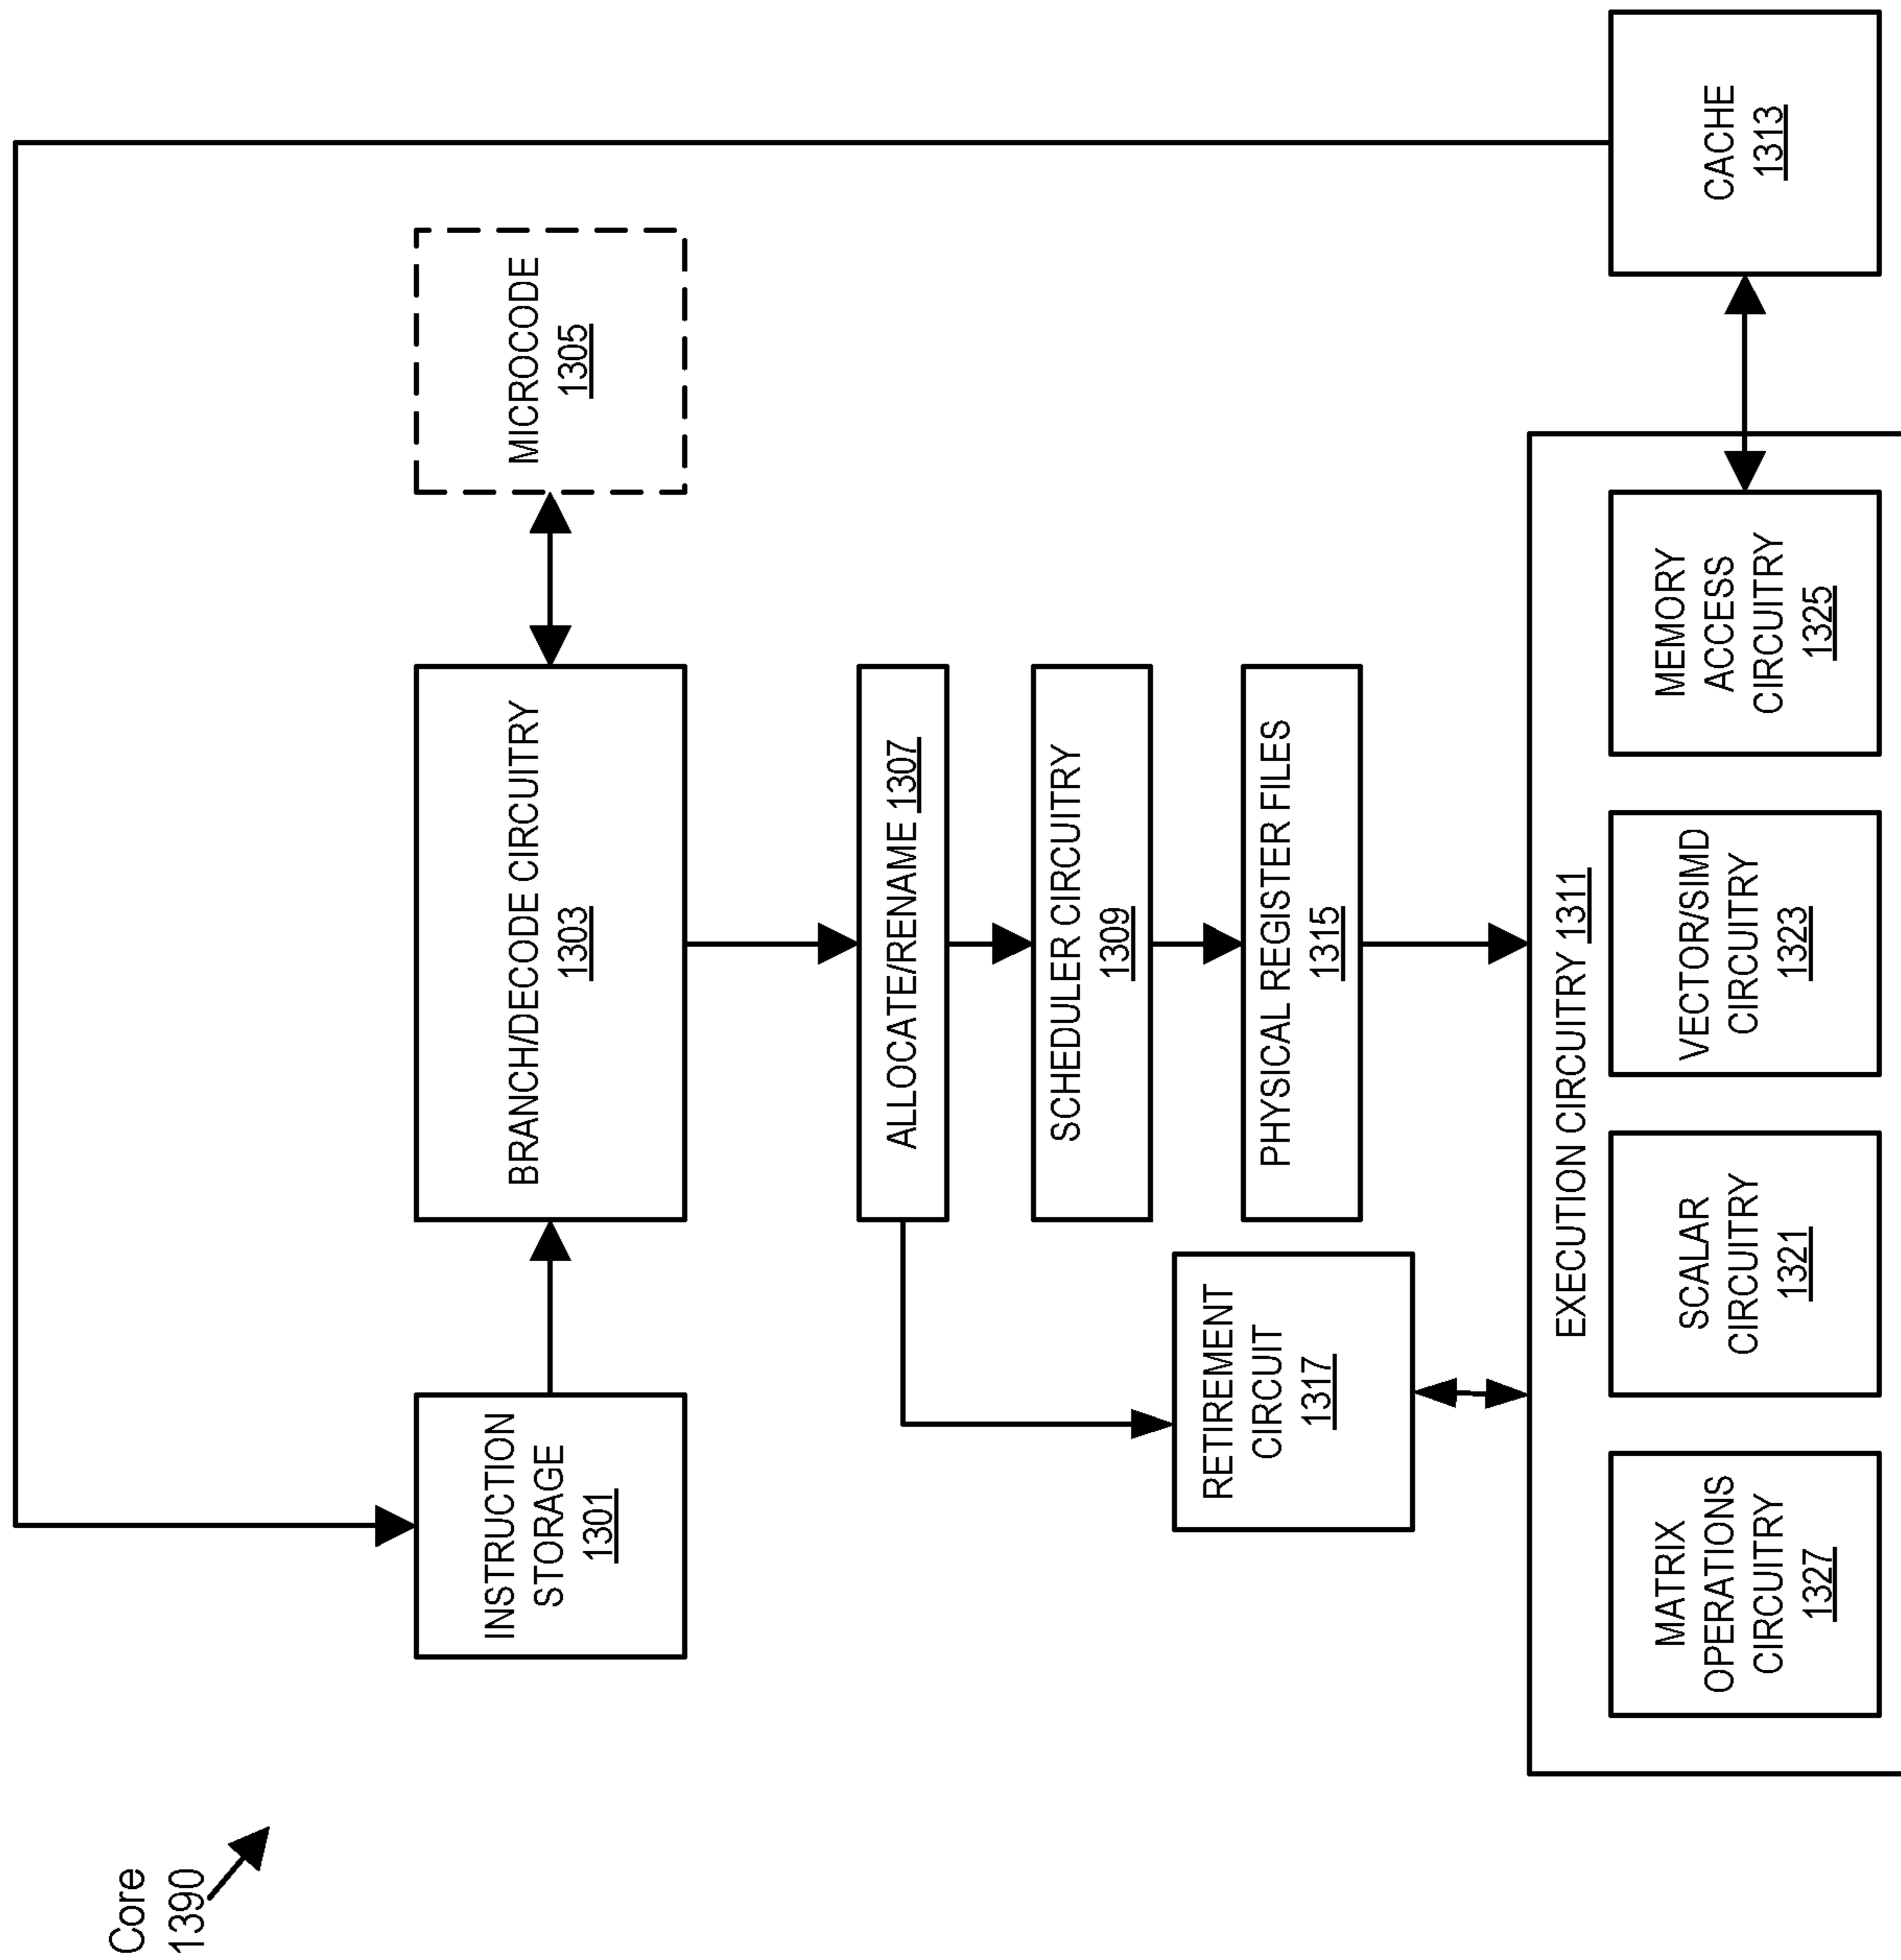 Core
1390
INSTRUCTION
STORAGE
1301
BRANCH/DECODE CIRCUITRY
1303
MICROCODE
1305
ALLOCATE/RENAME 1307
SCHEDULER CIRCUITRY
1309
PHYSICAL REGISTER FILES
1315
RETIREMENT
CIRCUIT
1317
EXECUTION CIRCUITRY 1311
MATRIX
OPERATIONS
CIRCUITRY
1327
SCALAR
CIRCUITRY
1321
VECTOR/SIMD
CIRCUITRY
1323
MEMORY
ACCESS
CIRCUITRY
1325
CACHE
1313